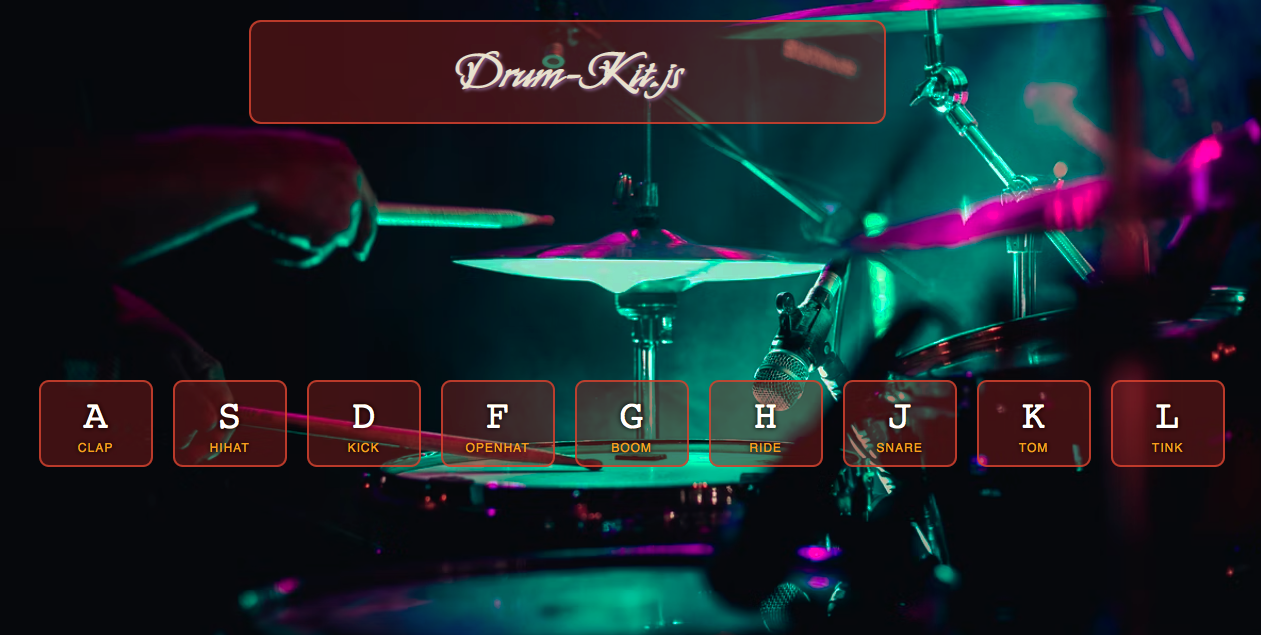 Drum-Kit.js
A S D F G H J K L
CLAP HIHAT KICK OPENHAT BOOM RIDE SNARE TOM TINK